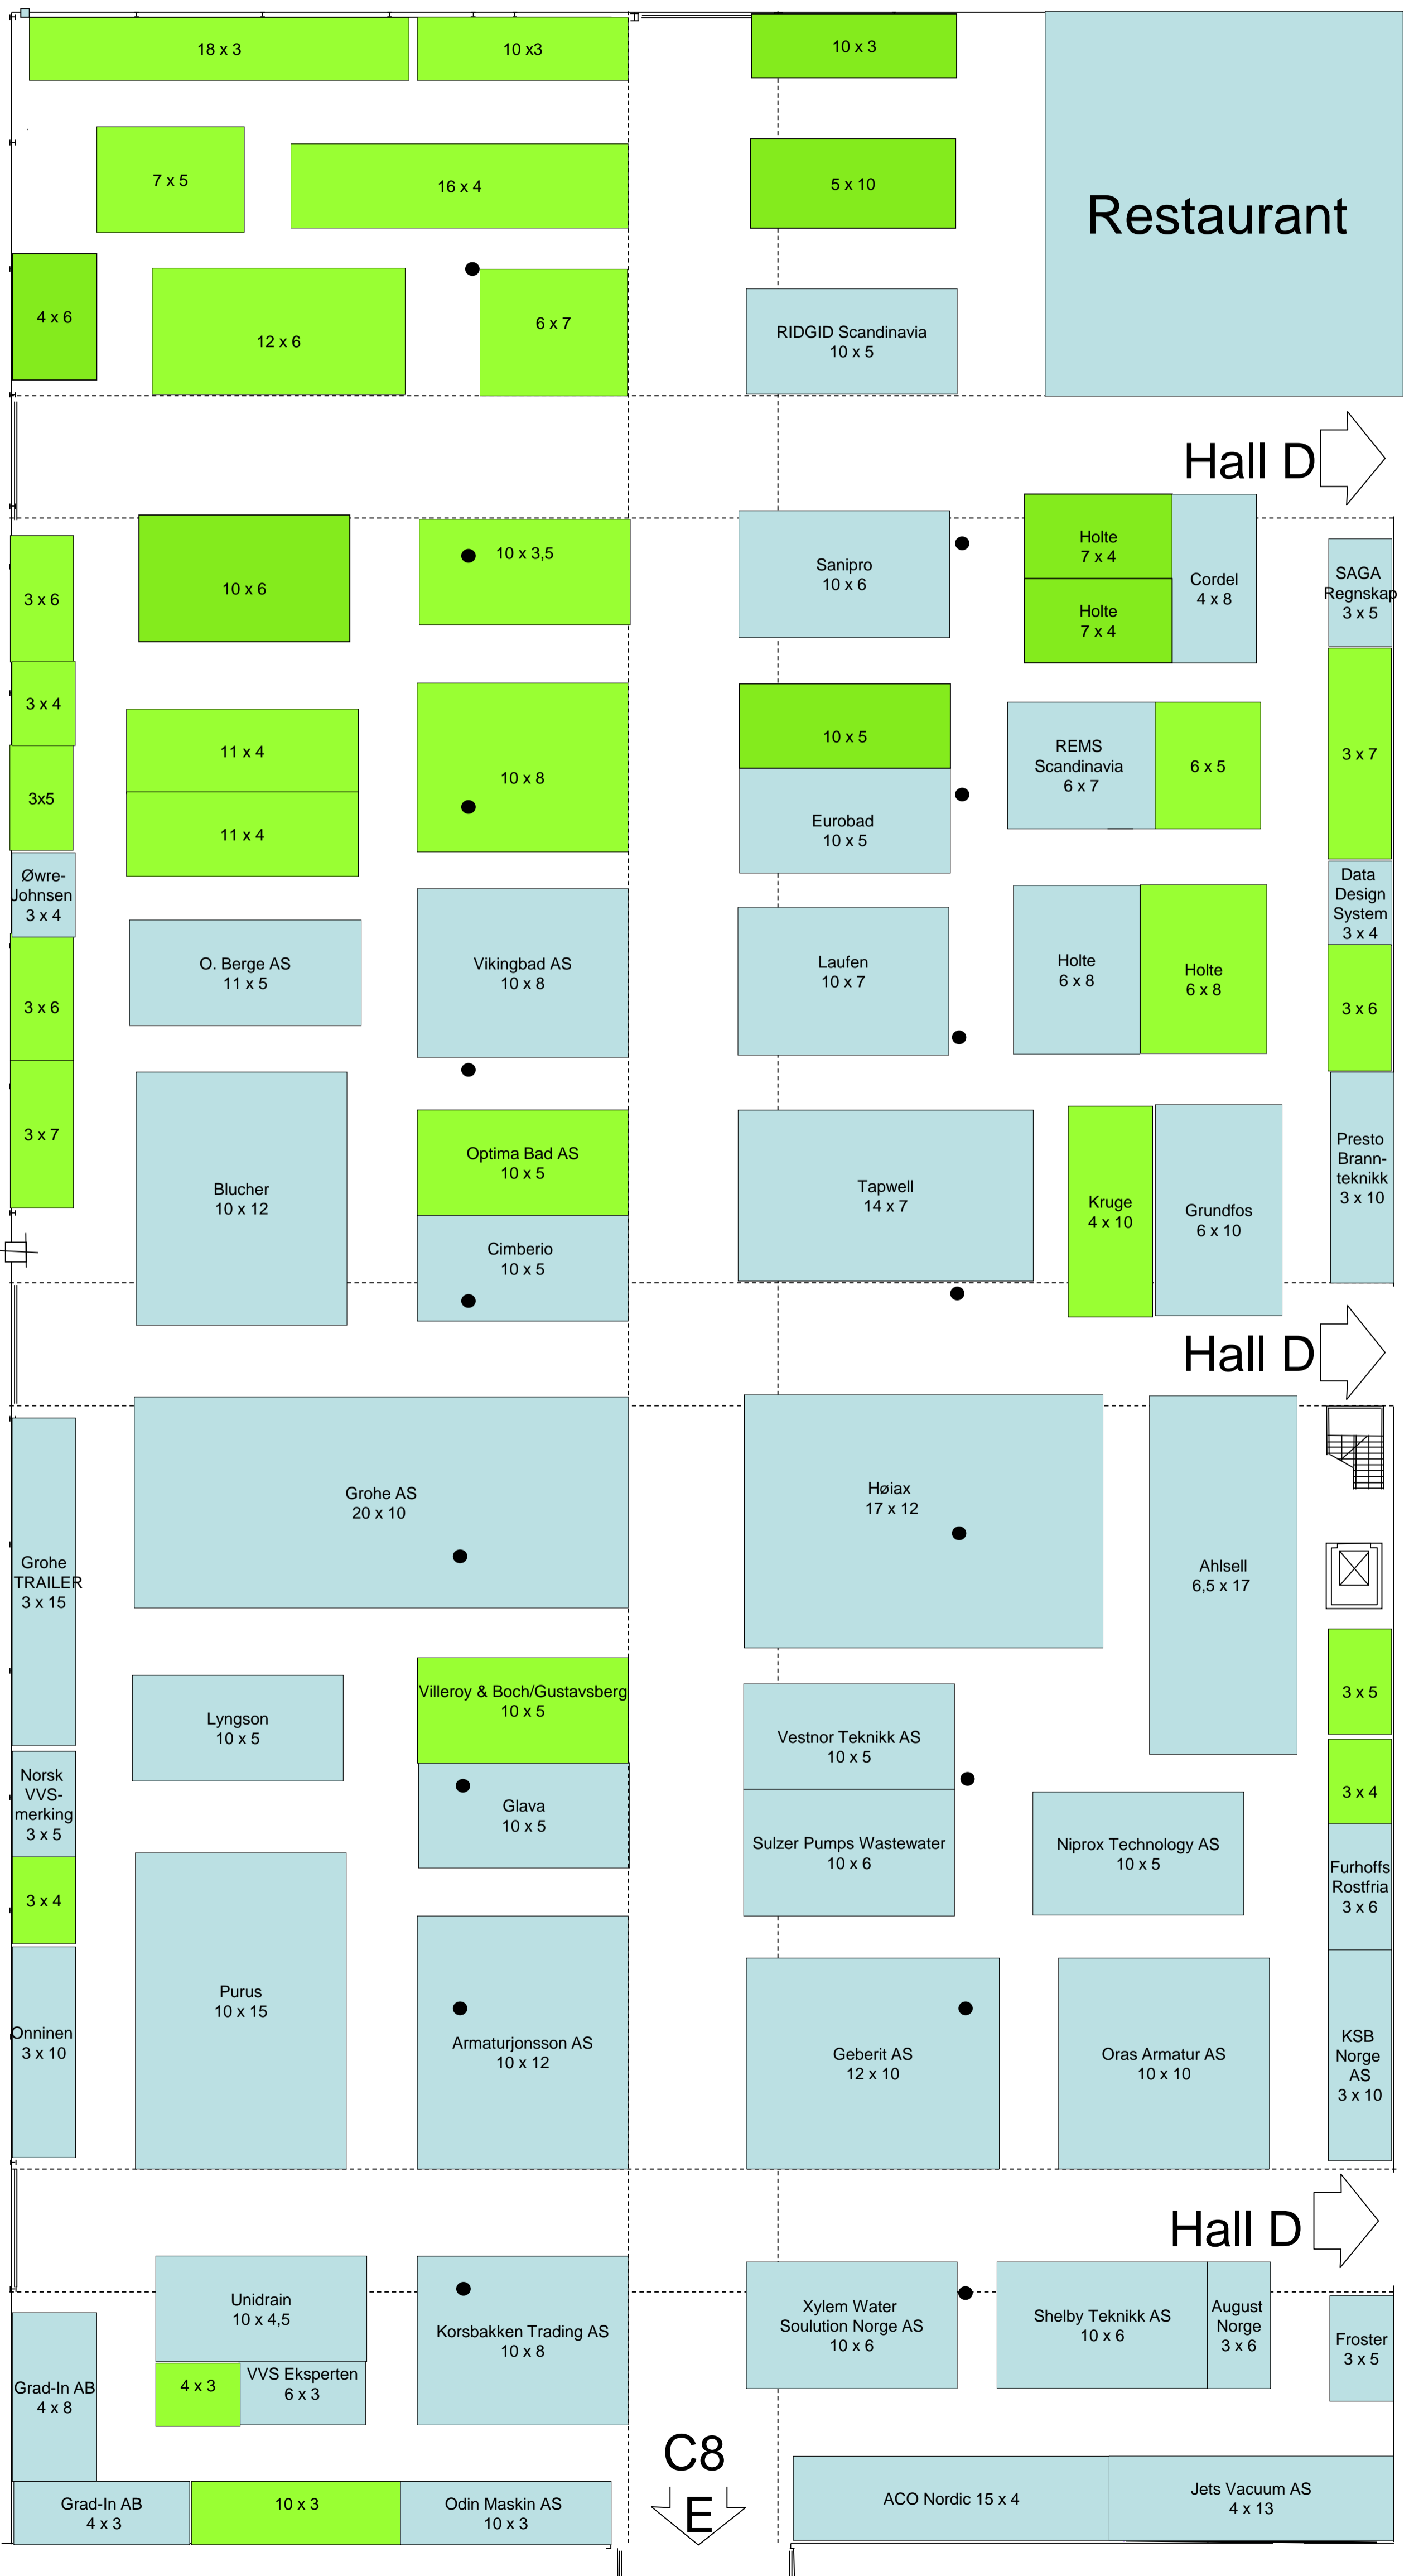 18 x 3
10 x3
10 x 3
7 x 5
16 x 4
5 x 10
Restaurant
4 x 6
12 x 6
6 x 7
RIDGID Scandinavia
10 x 5
Hall D
3 x 6
10 x 6
10 x 3,5
Sanipro
10 x 6
Holte
7 x 4
Holte
7 x 4
Cordel
4 x 8
SAGA
Regnskap
3 x 5
3 x 4
11 x 4
10 x 8
10 x 5
REMS
Scandinavia
6 x 7
6 x 5
3 x 7
3x5
11 x 4
Eurobad
10 x 5
Øwre-
Johnsen
3 x 4
O. Berge AS
11 x 5
Vikingbad AS
10 x 8
Laufen
10 x 7
Holte
6 x 8
Holte
6 x 8
Data
Design
System
3 x 4
3 x 6
3 x 6
3 x 7
Blucher
10 x 12
Optima Bad AS
10 x 5
Tapwell
14 x 7
Kruge
4 x 10
Grundfos
6 x 10
Presto
Brann-
teknikk
3 x 10
Cimberio
10 x 5
Hall D
Grohe AS
20 x 10
Høiax
17 x 12
Grohe
TRAILER
3 x 15
Ahlsell
6,5 x 17
Lyngson
10 x 5
Villeroy & Boch/Gustavsberg
10 x 5
Vestnor Teknikk AS
10 x 5
3 x 5
Norsk
VVS-
merking
3 x 5
Glava
10 x 5
Sulzer Pumps Wastewater
10 x 6
Niprox Technology AS
10 x 5
3 x 4
Furhoffs
Rostfria
3 x 6
3 x 4
Purus
10 x 15
Onninen
3 x 10
Armaturjonsson AS
10 x 12
Geberit AS
12 x 10
Oras Armatur AS
10 x 10
KSB
Norge
AS
3 x 10
Hall D
Unidrain
10 x 4,5
Korsbakken Trading AS
10 x 8
Xylem Water
Soulution Norge AS
10 x 6
Shelby Teknikk AS
10 x 6
August
Norge
3 x 6
Froster
3 x 5
Grad-In AB
4 x 8
4 x 3
VVS Eksperten
6 x 3
C8
E
Grad-In AB
4 x 3
10 x 3
Odin Maskin AS
10 x 3
ACO Nordic 15 x 4
Jets Vacuum AS
4 x 13